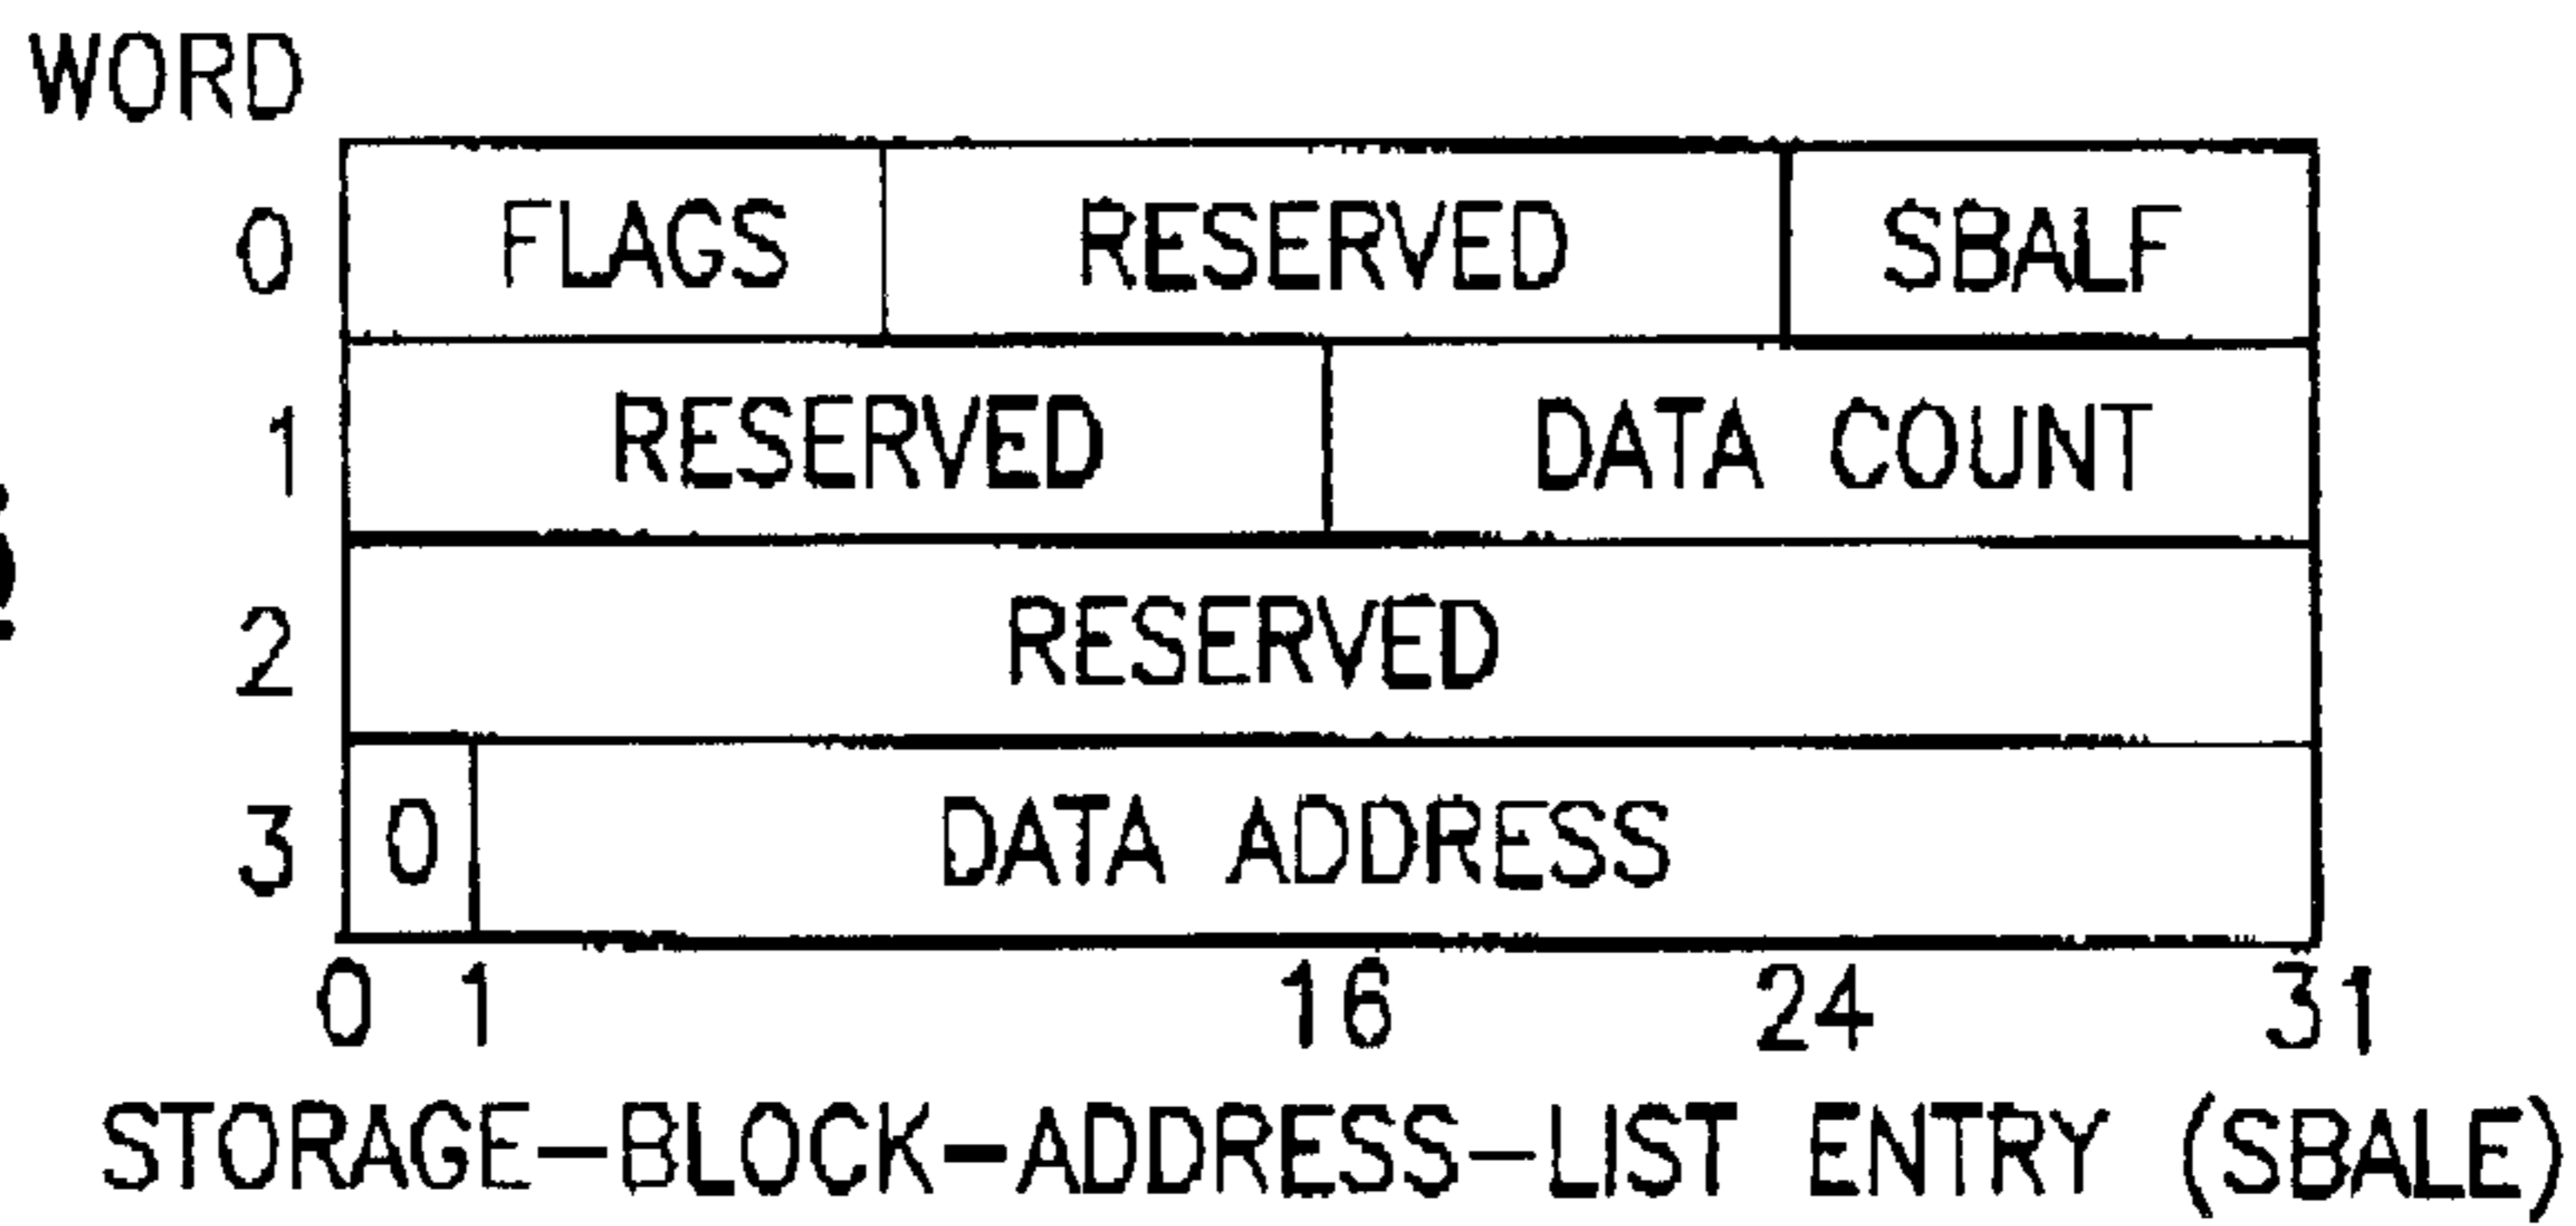 WORD
0 FLAGS RESERVED SBALF
1 RESERVED DATA COUNT
2 RESERVED
3 0 DATA ADDRESS
0 1 16 24 31
STORAGE-BLOCK-ADDRESS-LIST ENTRY (SBALE)